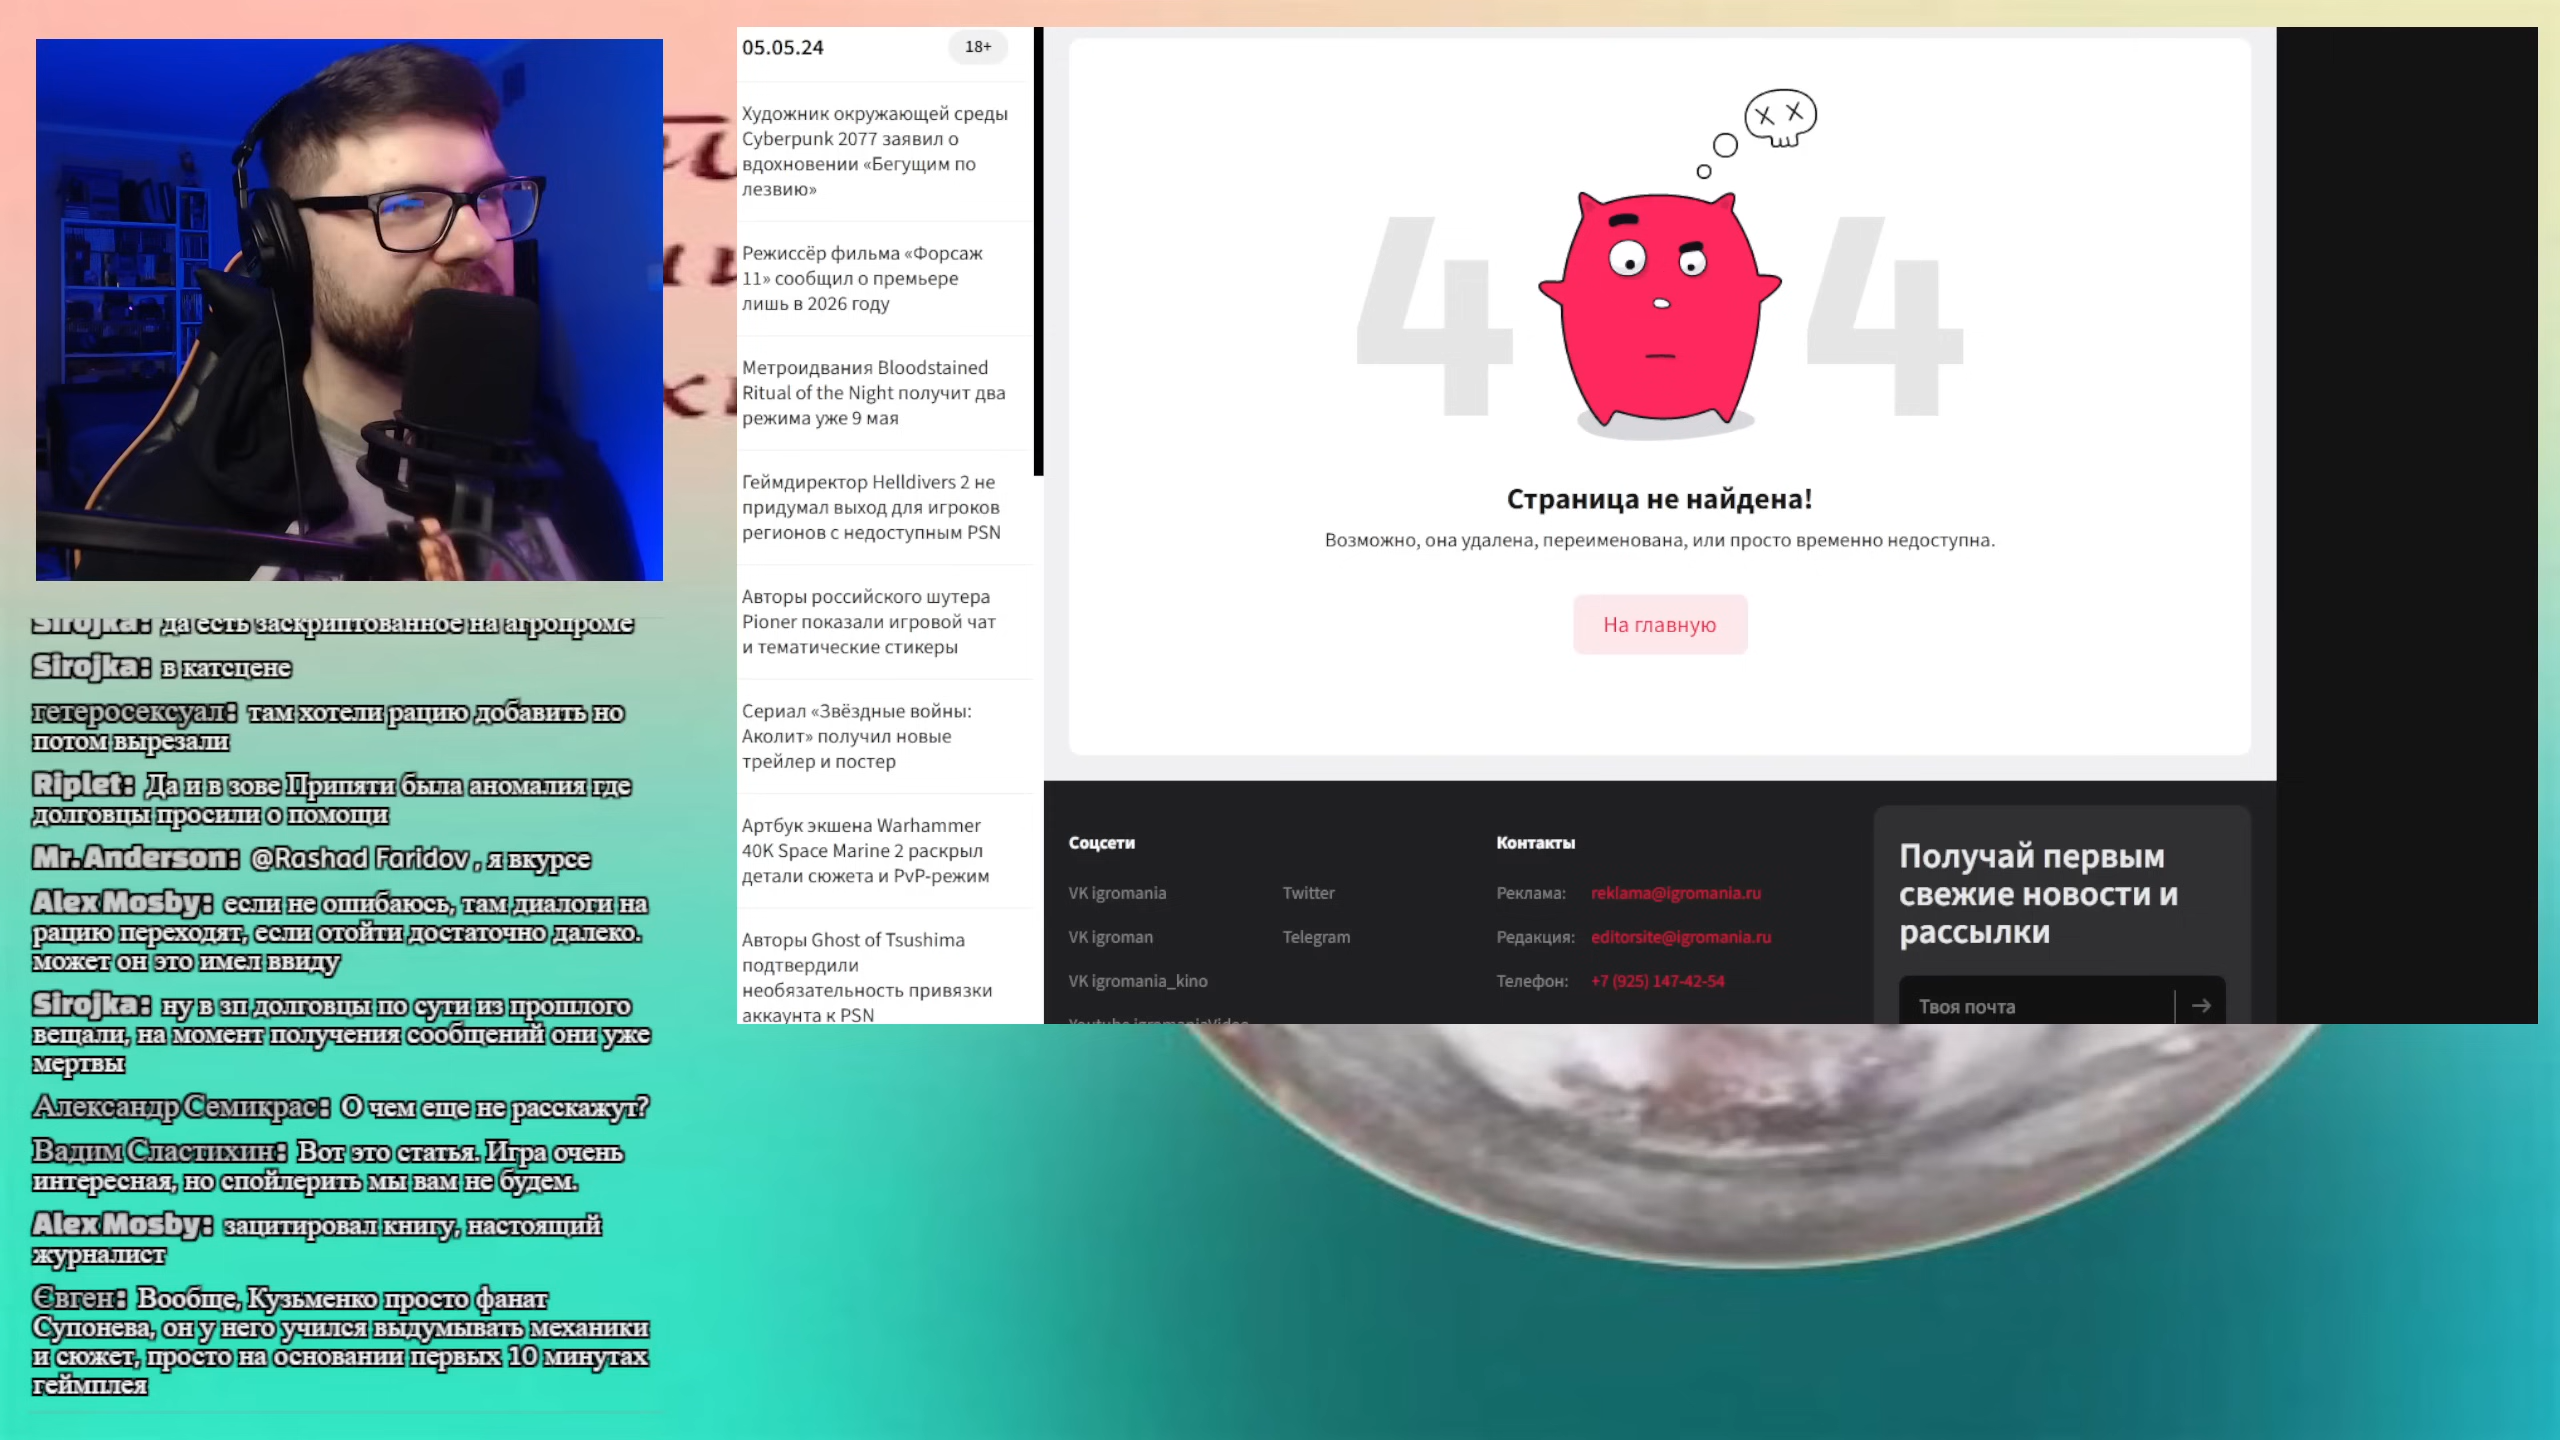 05.05.24
18+
Художник окружающей среды
Cyberpunk 2077 заявил о
вдохновении «Бегущим по
лезвию»
Режиссёр фильма «Форсаж
11» сообщил о премьере
лишь в 2026 году
Метроидвания Bloodstained
Ritual of the Night получит два
режима уже 9 мая
Геймдиректор Helldivers 2 не
придумал выход для игроков
регионов с недоступным PSN
Авторы российского шутера
Pioner показали игровой чат
и тематические стикеры
Сериал «Звёздные войны:
Аколит» получил новые
трейлер и постер
Артбук экшена Warhammer
40K Space Marine 2 раскрыл
детали сюжета и PvP-режим
Авторы Ghost of Tsushima
подтвердили
необязательность привязки
аккаунта к PSN
4 4
Страница не найдена!
Возможно, она удалена, переименована, или просто временно недоступна.
На главную
Соцсети
VK igromania
VK igroman
VK igromania_kino
Youtube igromaniaVideo
Twitter
Telegram
Контакты
Реклама: reklama@igromania.ru
Редакция: editorsite@igromania.ru
Телефон: +7 (925) 147-42-54
Получай первым
свежие новости и
рассылки
Твоя почта
Sirojka: да есть заскриптованное на агропроме
Sirojka: в катсцене
гетеросексуал: там хотели рацию добавить но
потом вырезали
Riplet: Да и в зове Припяти была аномалия где
долговцы просили о помощи
Mr. Anderson: @Rashad Faridov , я вкурсе
Alex Mosby: если не ошибаюсь, там диалоги на
рацию переходят, если отойти достаточно далеко.
может он это имел ввиду
Sirojka: ну в зп долговцы по сути из прошлого
вещали, на момент получения сообщений они уже
мертвы
Александр Семикрас: О чем еще не расскажут?
Вадим Сластихин: Вот это статья. Игра очень
интересная, но спойлерить мы вам не будем.
Alex Mosby: зацитировал книгу, настоящий
журналист
Євген: Вообще, Кузьменко просто фанат
Супонева, он у него учился выдумывать механики
и сюжет, просто на основании первых 10 минутах
геймплея